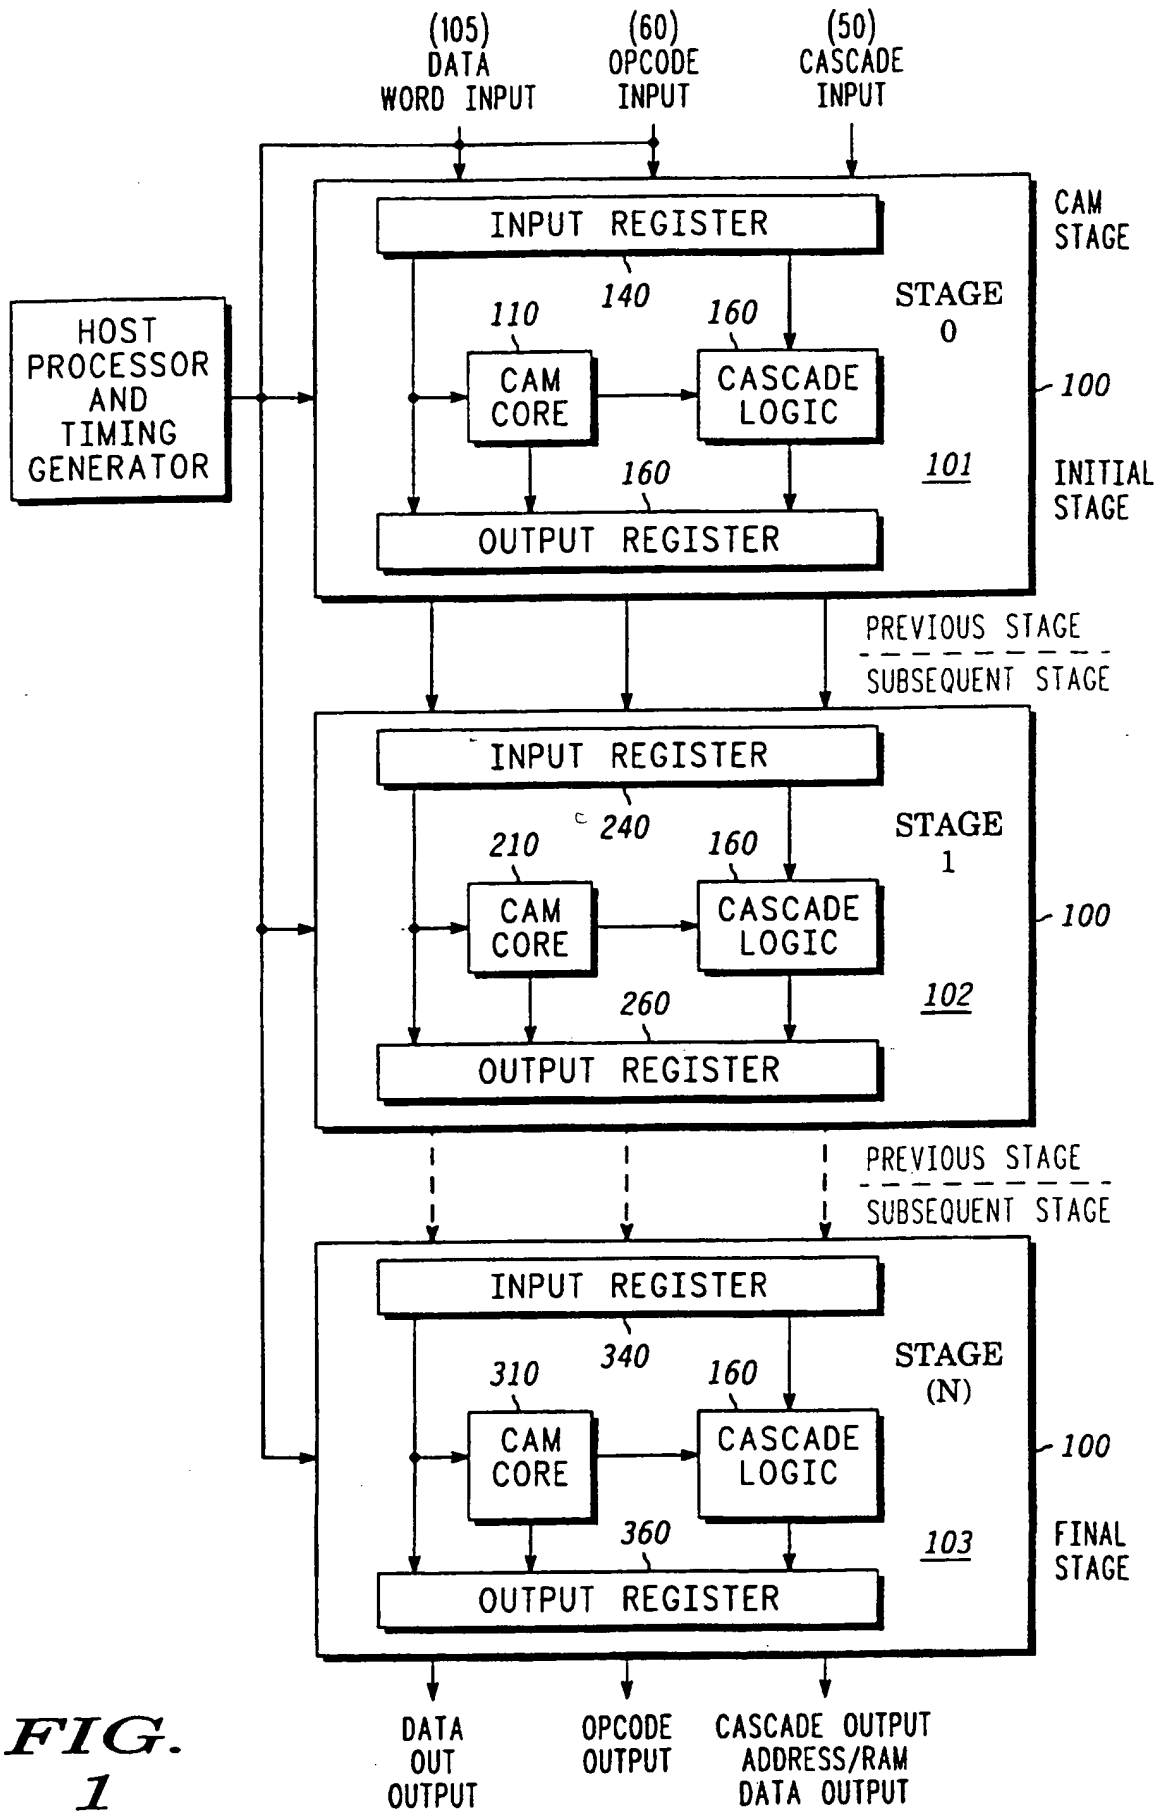 (105)
DATA
WORD INPUT
(60)
OPCODE
INPUT
(50)
CASCADE
INPUT
CAM
STAGE
INPUT REGISTER
140
STAGE
0
HOST
PROCESSOR
AND
TIMING
GENERATOR
110
160
CAM
CORE
CASCADE
LOGIC
100
101
INITIAL
STAGE
160
OUTPUT REGISTER
PREVIOUS STAGE
SUBSEQUENT STAGE
INPUT REGISTER
240
STAGE
1
210
160
CAM
CORE
CASCADE
LOGIC
100
102
260
OUTPUT REGISTER
PREVIOUS STAGE
SUBSEQUENT STAGE
INPUT REGISTER
340
STAGE
(N)
310
160
CAM
CORE
CASCADE
LOGIC
100
103
FINAL
STAGE
360
OUTPUT REGISTER
DATA
OUT
OUTPUT
OPCODE
OUTPUT
CASCADE OUTPUT
ADDRESS/RAM
DATA OUTPUT
FIG.
1